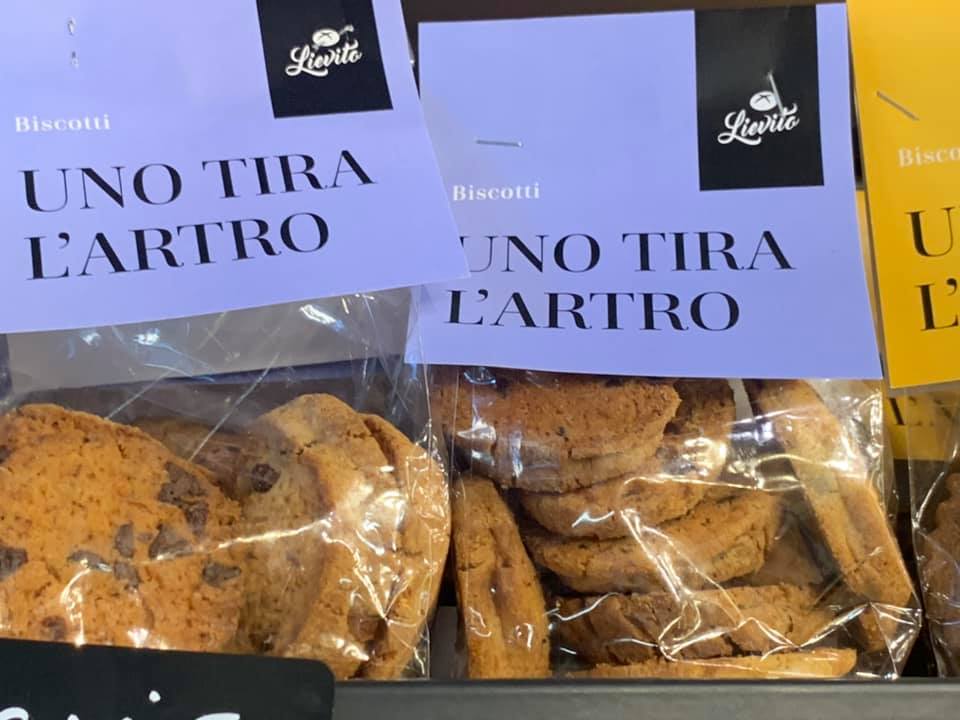 Lievito
Biscotti
UNO TIRA
L'ARTRO
Lievito
Biscotti
UNO TIRA
L'ARTRO